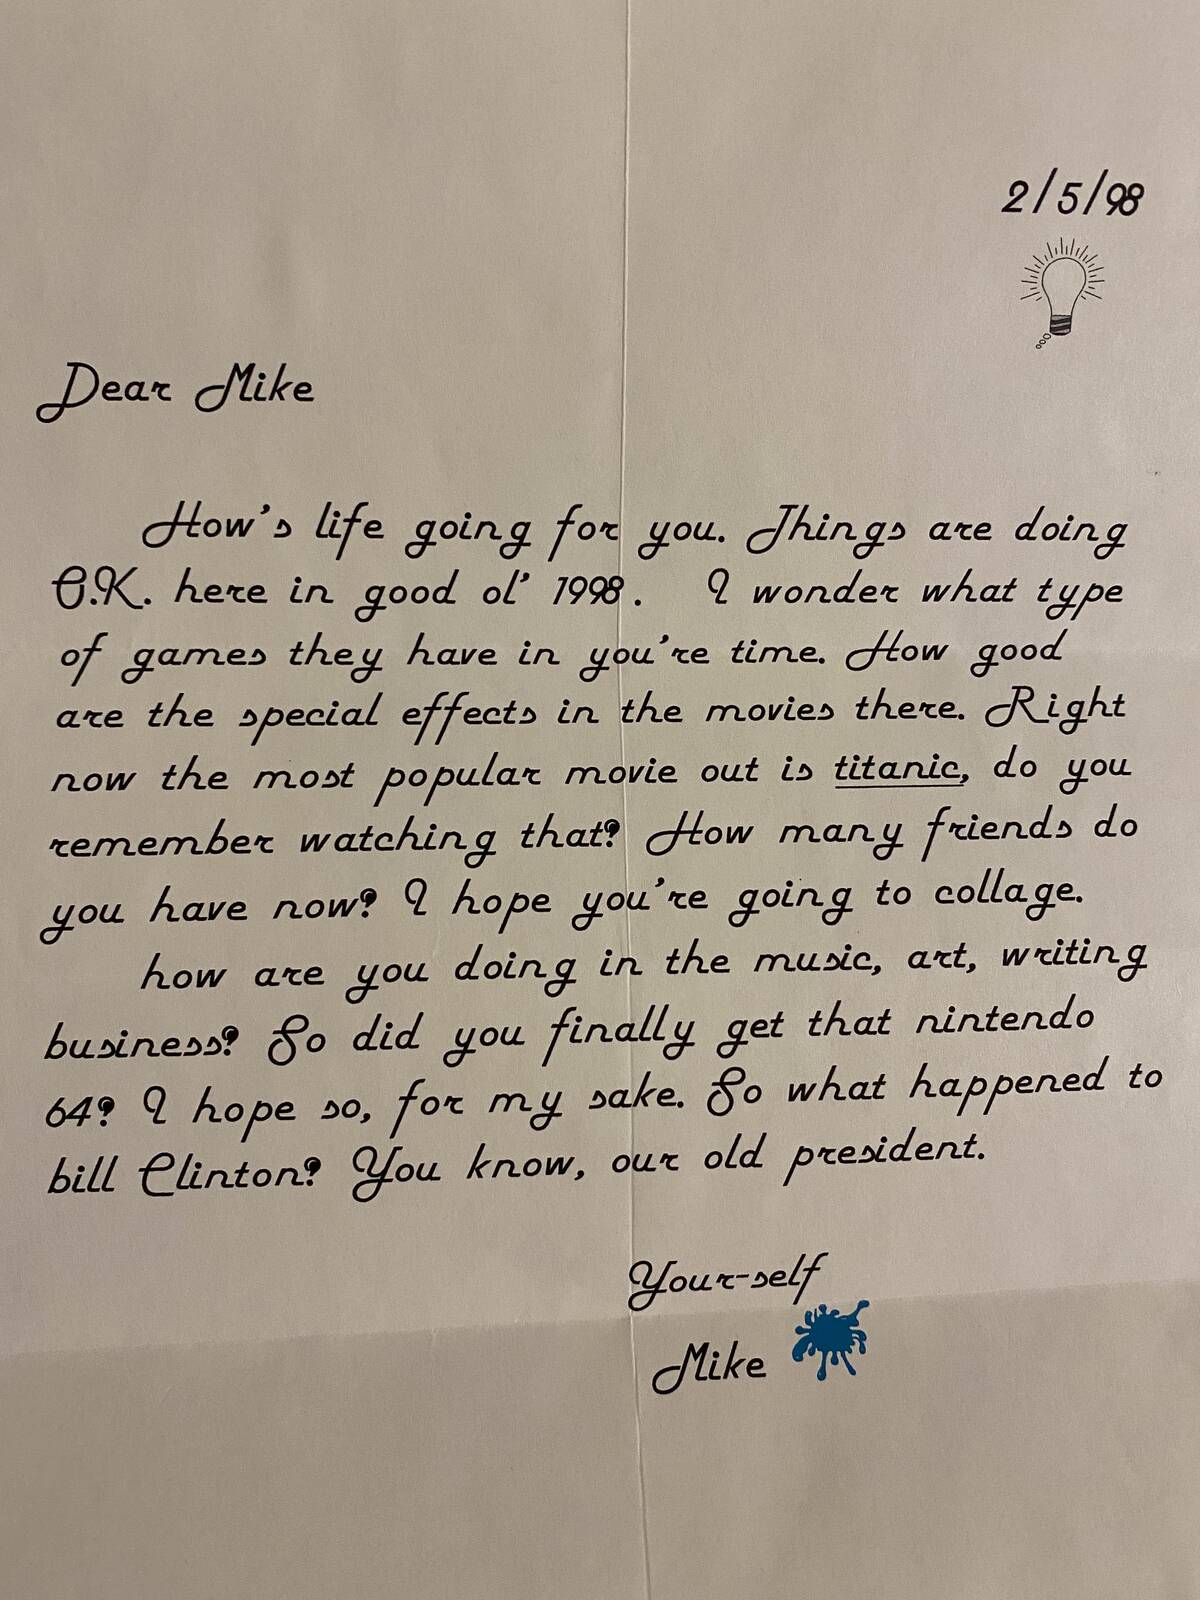 2/5/98
Dear Mike
How's life going for you. Things are doing
O.K. here in good ol' 1998. I wonder what type
of games they have in you're time. How good
are the special effects in the movies there. Right
now the most popular movie out is titanic, do you
remember watching that? How many friends do
you have now? I hope you're going to collage.
how are you doing in the music, art, writing
business? So did you finally get that nintendo
64? I hope so, for my sake. So what happened to
bill Clinton? You know, our old president.
Your-self
Mike